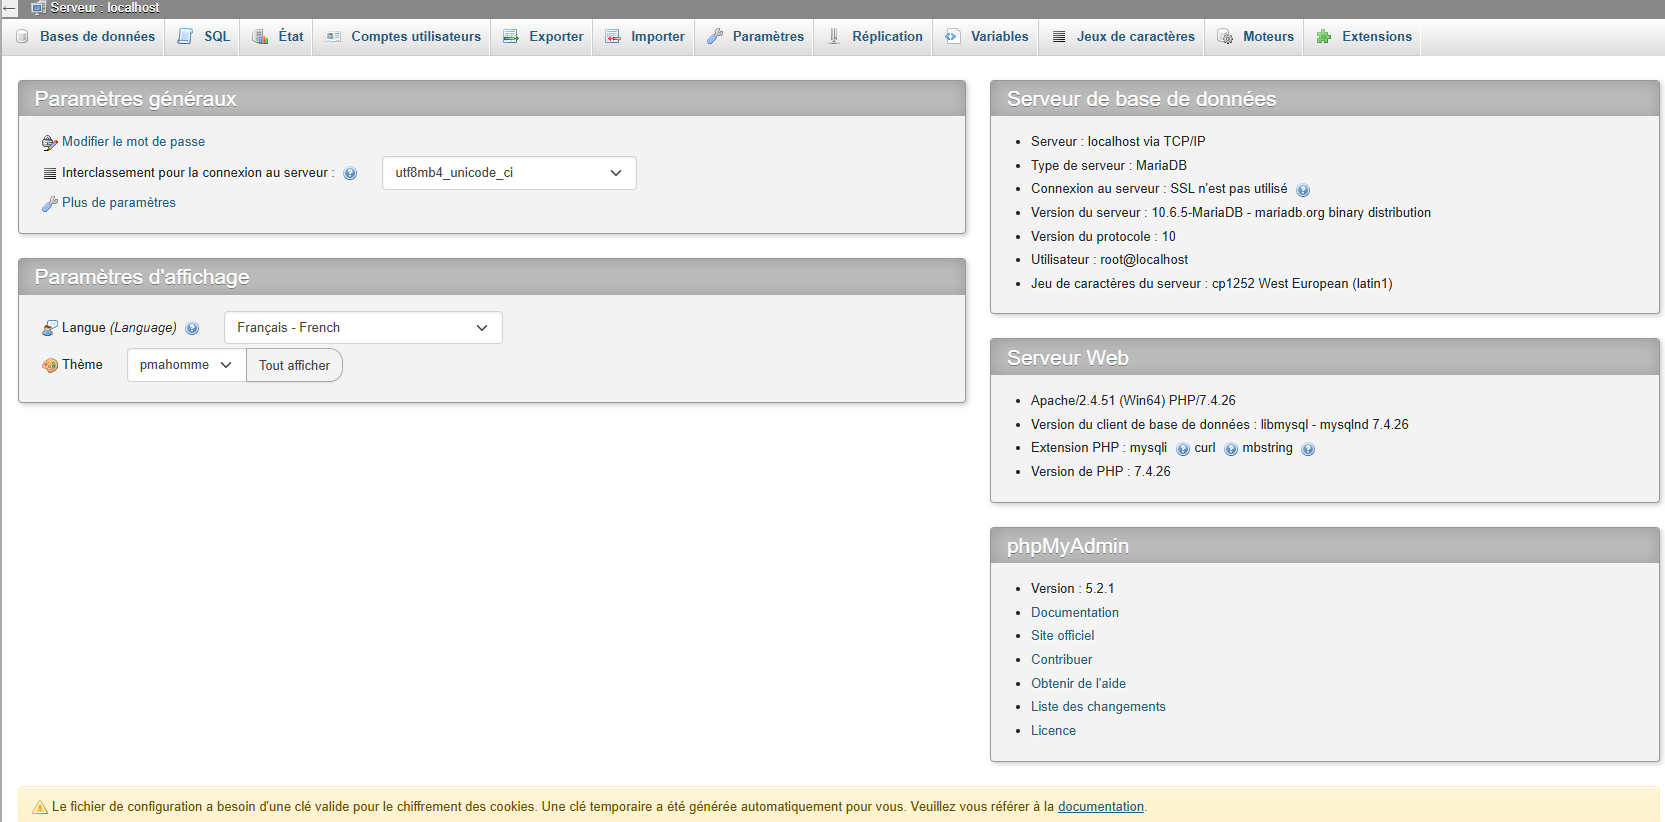 Serveur : localhost
Bases de données SQL État Comptes utilisateurs Exporter Importer Paramètres Réplication Variables Jeux de caractères Moteurs Extensions
Paramètres généraux
Modifier le mot de passe
Interclassement pour la connexion au serveur : utf8mb4_unicode_ci
Plus de paramètres
Paramètres d'affichage
Langue (Language) Français - French
Thème pmahomme Tout afficher
Serveur de base de données
Serveur : localhost via TCP/IP
Type de serveur : MariaDB
Connexion au serveur : SSL n'est pas utilisé
Version du serveur : 10.6.5-MariaDB - mariadb.org binary distribution
Version du protocole : 10
Utilisateur : root@localhost
Jeu de caractères du serveur : cp1252 West European (latin1)
Serveur Web
Apache/2.4.51 (Win64) PHP/7.4.26
Version du client de base de données : libmysql - mysqlnd 7.4.26
Extension PHP : mysqli curl mbstring
Version de PHP : 7.4.26
phpMyAdmin
Version : 5.2.1
Documentation
Site officiel
Contribuer
Obtenir de l'aide
Liste des changements
Licence
Le fichier de configuration a besoin d'une clé valide pour le chiffrement des cookies. Une clé temporaire a été générée automatiquement pour vous. Veuillez vous référer à la documentation.